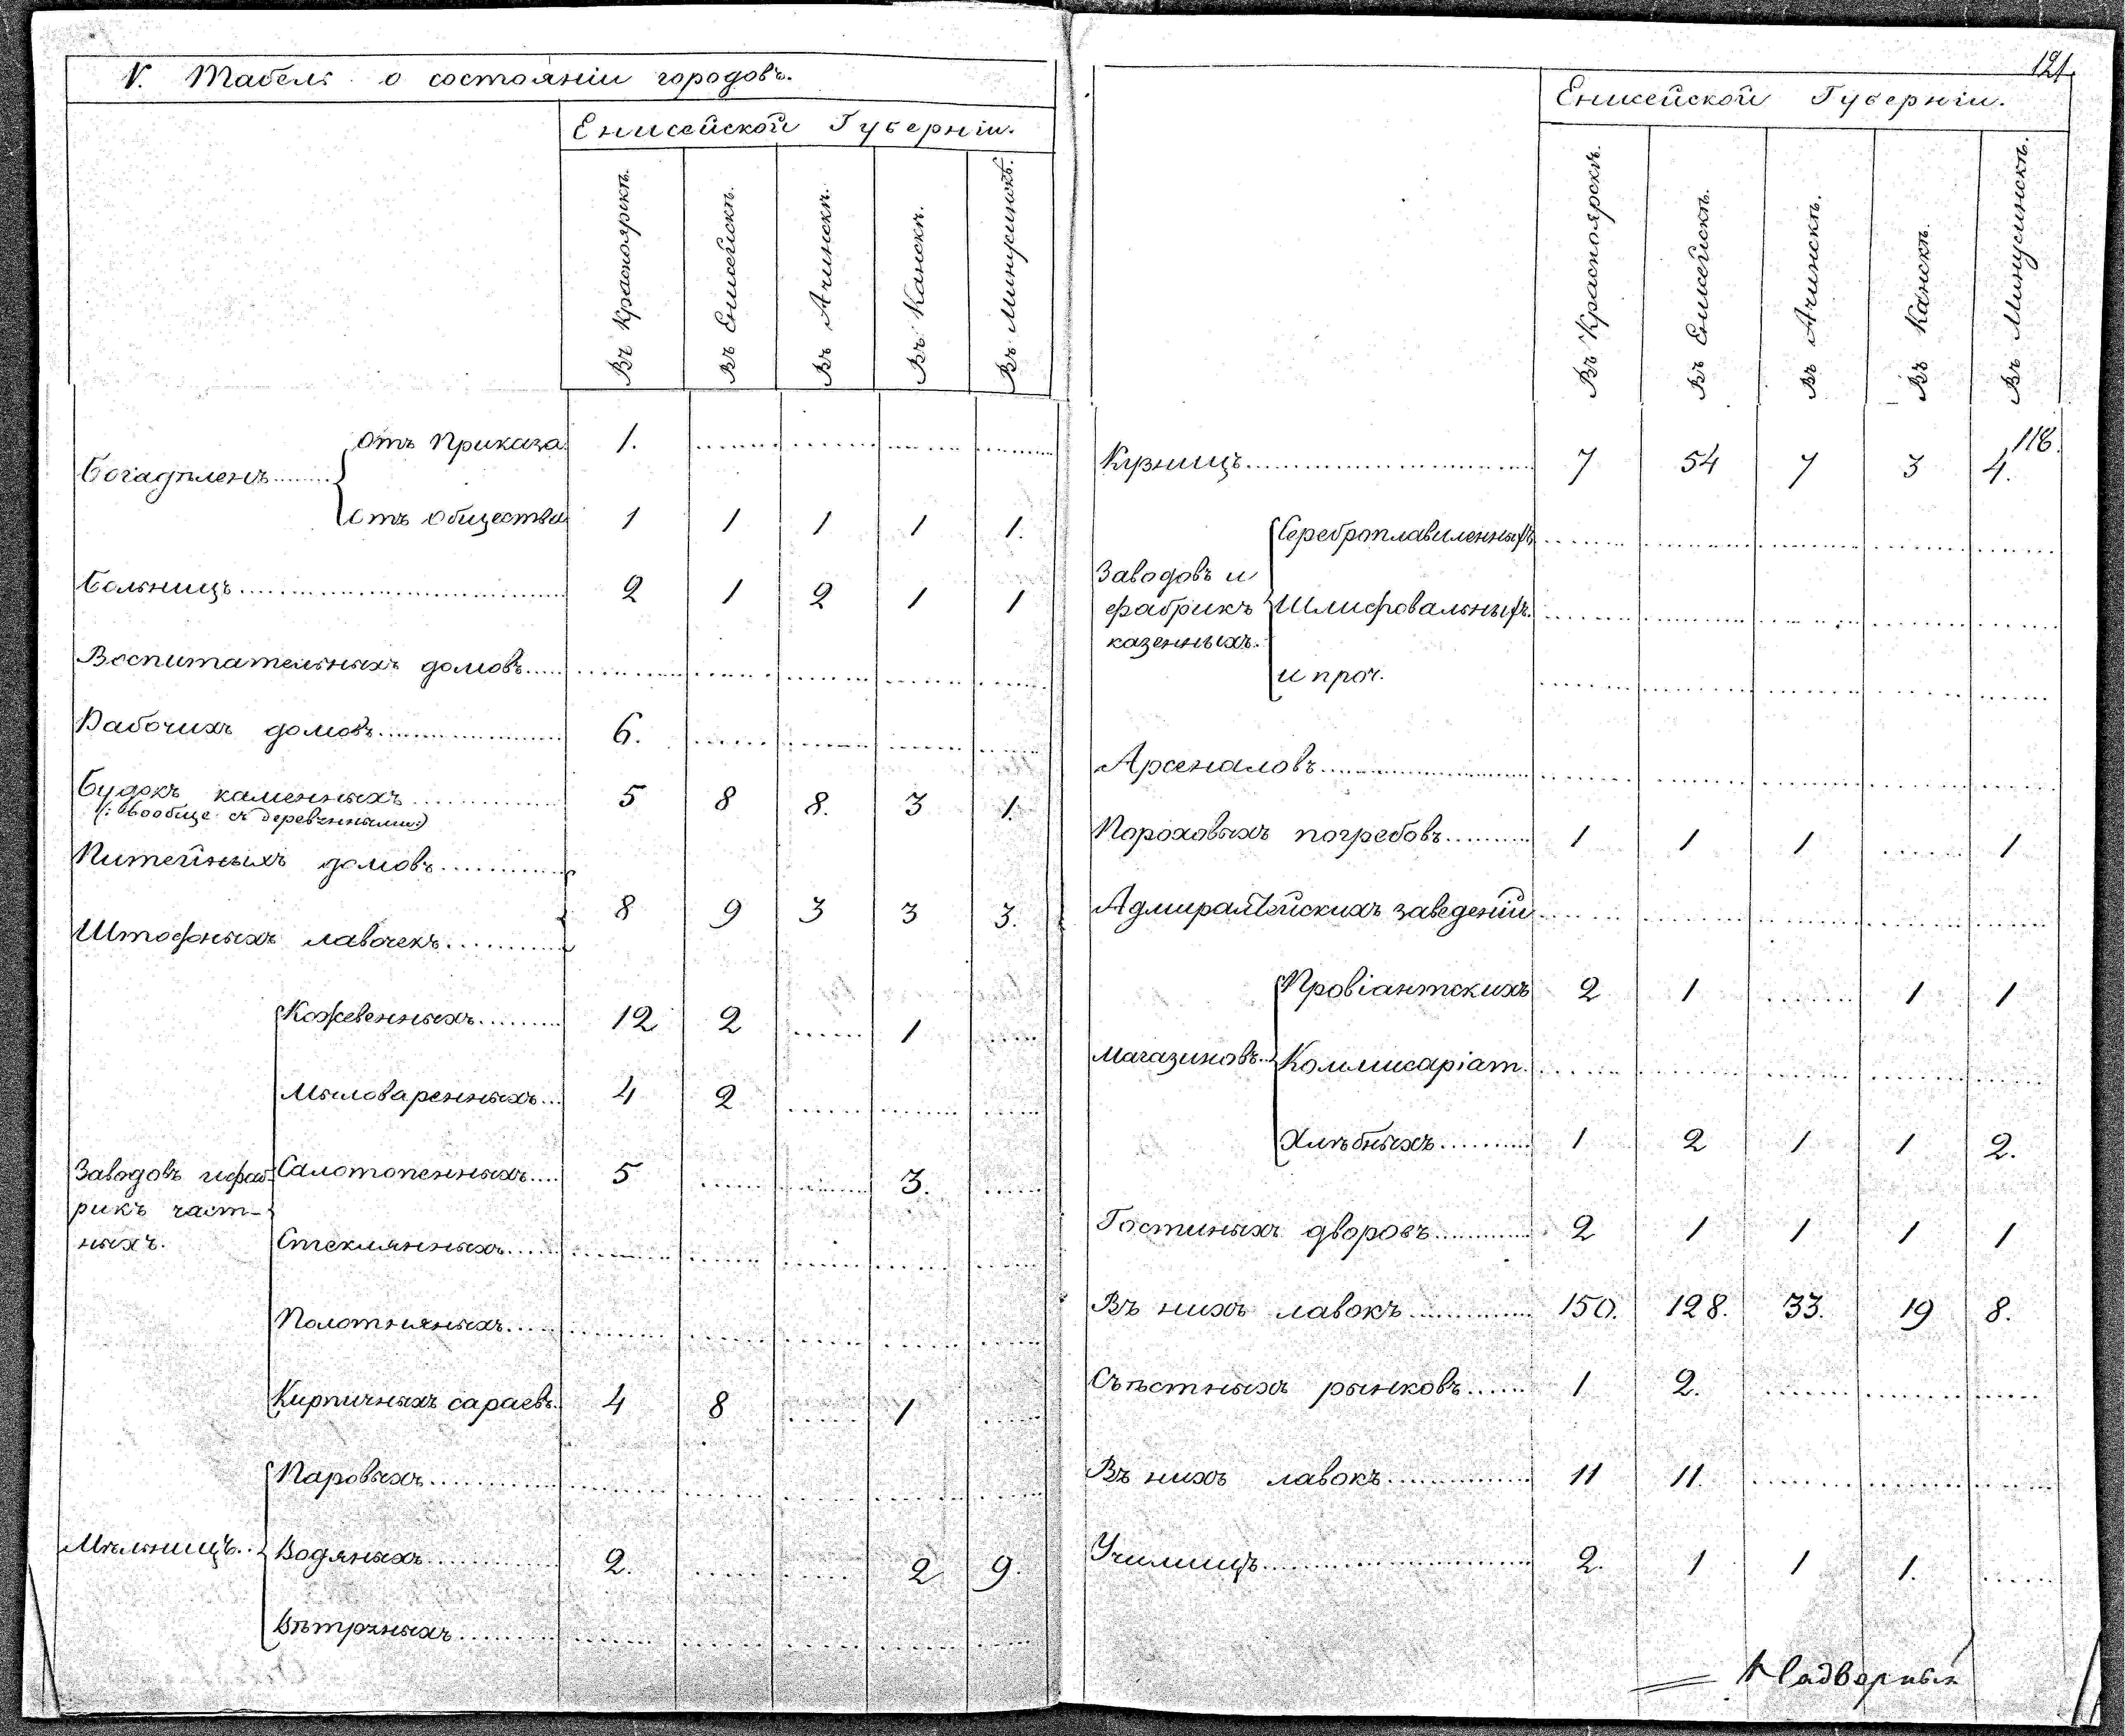 V. Табель о состояніи городовъ.
Енисейской Губерніи.
Въ Красноярскѣ.
Въ Енисейскѣ.
Въ Ачинскѣ.
Въ Канскѣ.
Въ Минусинскѣ.
Богадѣленъ
отъ Приказа 1.
отъ общества 1 1 1 1 1.
Больницъ 2 1 2 1 1
Воспитательныхъ домовъ
Рабочихъ домовъ 6.
Будокъ каменныхъ 5 8 8. 3 1.
(: вообще съ деревянными:)
Питейныхъ домовъ
8 9 3 3 3.
Штофныхъ лавочекъ
Заводовъ и фаб-
рикъ част-
ныхъ.
Кожевенныхъ 12 2 1
Мыловаренныхъ 4 2
Салотопенныхъ 5 3.
Стеклянныхъ
Полотняныхъ
Кирпичныхъ сараевъ 4 8 1
Мѣльницъ
Паровыхъ
Водяныхъ 2. 2 9.
Вѣтряныхъ
121.
Енисейской Губерніи.
Въ Красноярскѣ.
Въ Енисейскѣ.
Въ Ачинскѣ.
Въ Канскѣ.
Въ Минусинскѣ.
118.
Кузницъ 7 54 7 3 4.
Заводовъ и
фабрикъ
казенныхъ.
Сереброплавиленныхъ
Шлифовальныхъ.
и проч.
Арсеналовъ
Пороховыхъ погребовъ 1 1 1 1
Адмиралтейскихъ заведеній
Магазиновъ
Провіантскихъ 2 1 1 1
Коммисаріат.
Хлѣбныхъ 1 2 1 1 2.
Гостиныхъ дворовъ 2 1 1 1 1
Въ нихъ лавокъ 150. 128. 33. 19 8.
Съѣстныхъ рынковъ 1 2.
Въ нихъ лавокъ 11 11.
Училищъ 2. 1 1 1.
Надворный